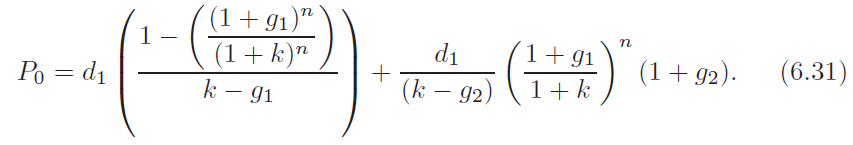 P_0 = d_1 \left( \frac{1 - \left( \frac{(1 + g_1)^n}{(1 + k)^n} \right)}{k - g_1} \right) + \frac{d_1}{(k - g_2)} \left( \frac{1 + g_1}{1 + k} \right)^n (1 + g_2). (6.31)